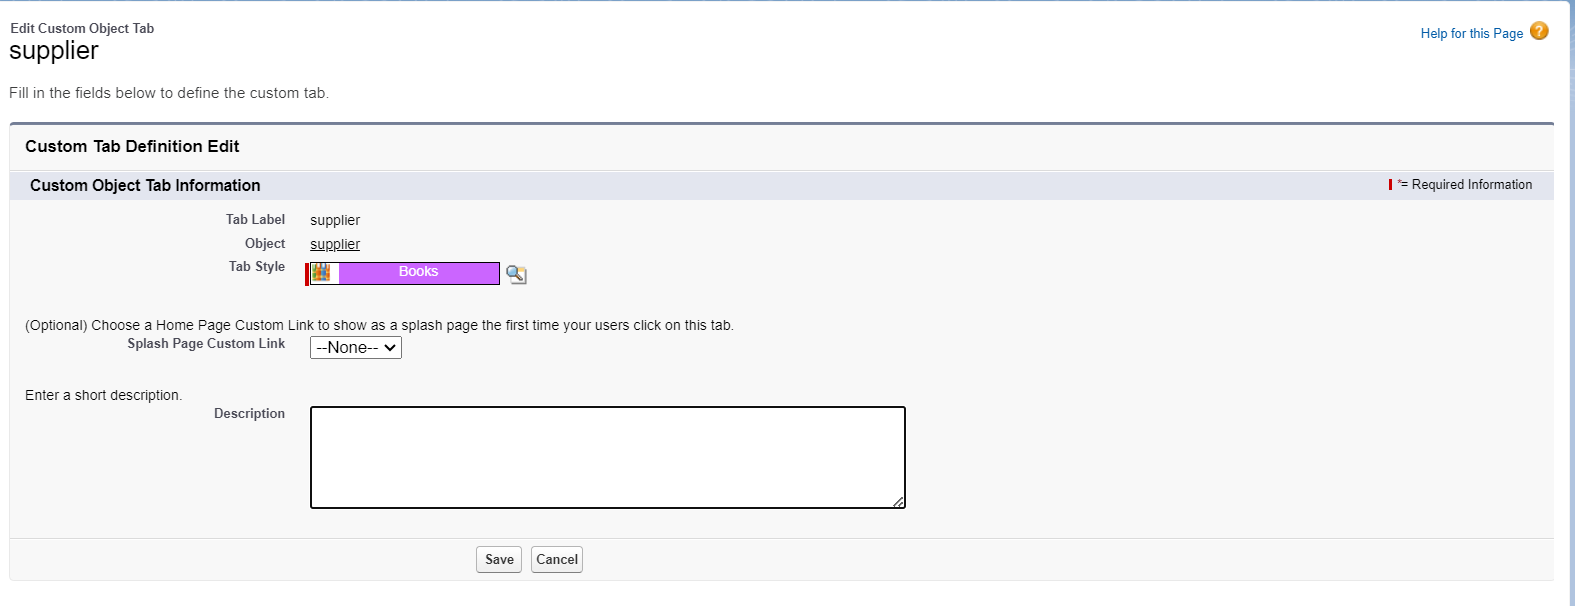 Edit Custom Object Tab
supplier
Help for this Page ?
Fill in the fields below to define the custom tab.
Custom Tab Definition Edit
Custom Object Tab Information
*= Required Information
Tab Label supplier
Object supplier
Tab Style Books
(Optional) Choose a Home Page Custom Link to show as a splash page the first time your users click on this tab.
Splash Page Custom Link --None--
Enter a short description.
Description
Save Cancel